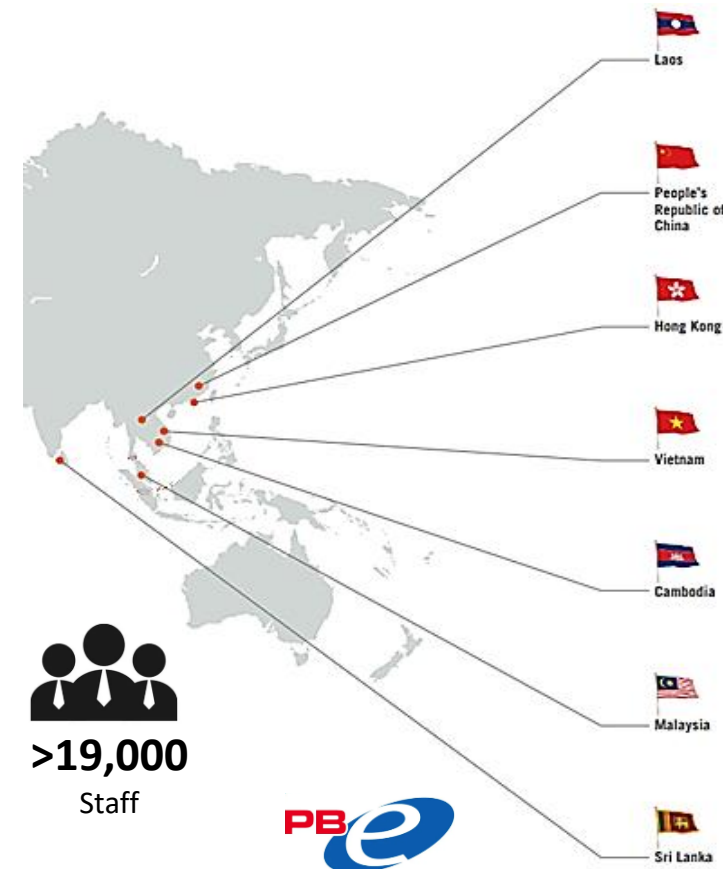 Laos
People's
Republic of
China
Hong Kong
Vietnam
Cambodia
Malaysia
Sri Lanka
>19,000
Staff
PB e